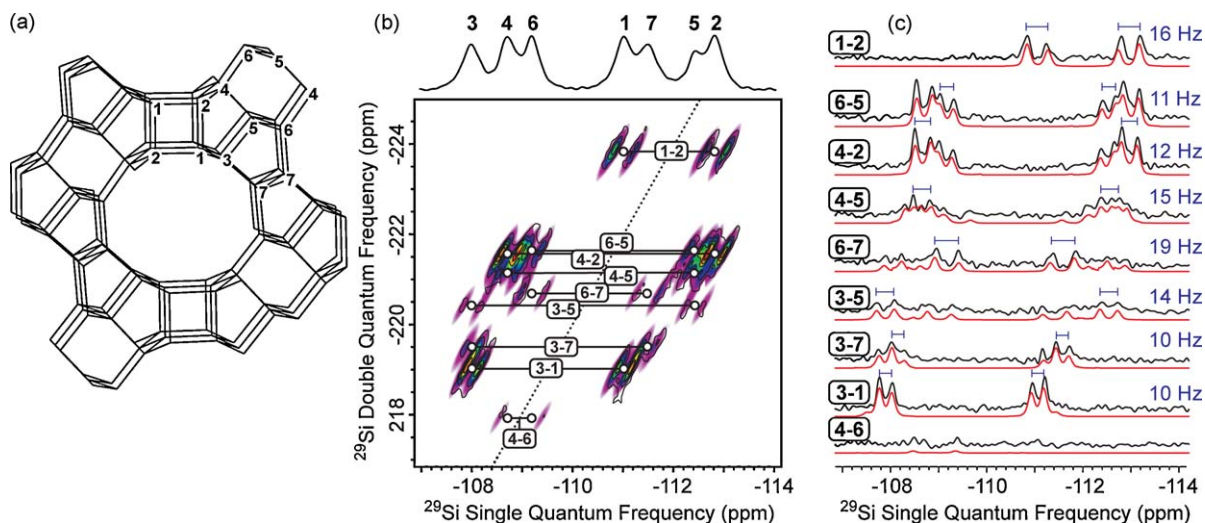 (a)
6
5
4
4
1
2
5
6
2
1
3
7
7
(b)
3 4 6 1 7 5 2
29Si Double Quantum Frequency (ppm)
-224
-222
-220
-218
1-2
6-5
4-2
4-5
6-7
3-5
3-7
3-1
4-6
-108 -110 -112 -114
29Si Single Quantum Frequency (ppm)
(c)
1-2 16 Hz
6-5 11 Hz
4-2 12 Hz
4-5 15 Hz
6-7 19 Hz
3-5 14 Hz
3-7 10 Hz
3-1 10 Hz
4-6
-108 -110 -112 -114
29Si Single Quantum Frequency (ppm)